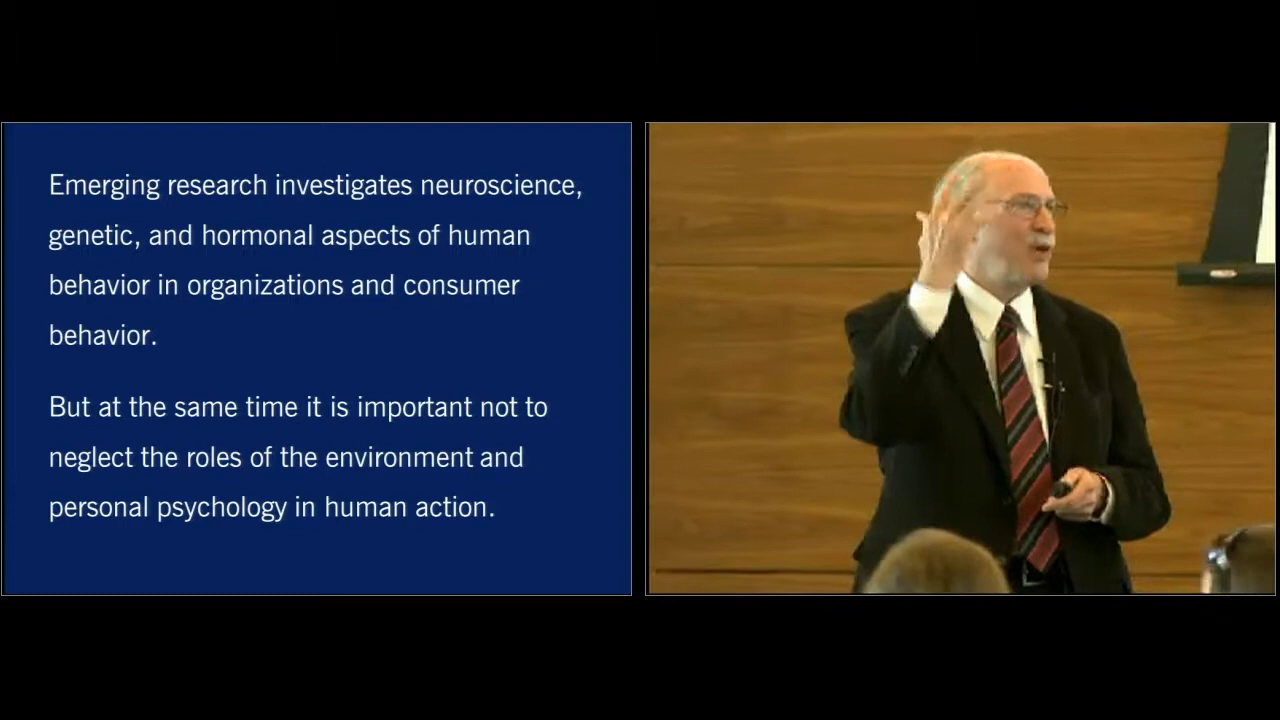 Emerging research investigates neuroscience,
genetic, and hormonal aspects of human
behavior in organizations and consumer
behavior.
But at the same time it is important not to
neglect the roles of the environment and
personal psychology in human action.